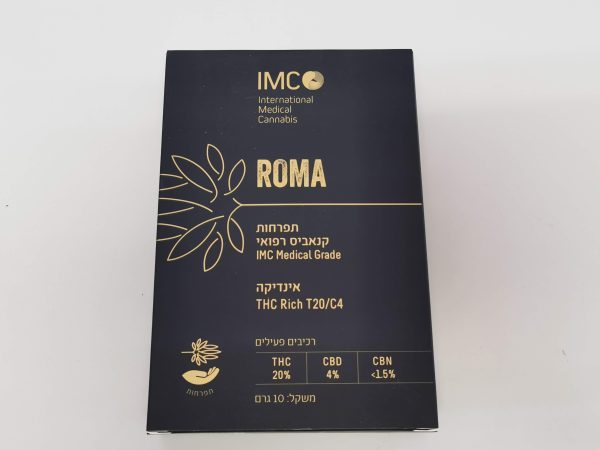 IMC
International
Medical
Cannabis
ROMA
תפרחות
קנאביס רפואי
IMC Medical Grade
אינדיקה
THC Rich T20/C4
רכיבים פעילים
THC CBD CBN
20% 4% <1.5%
תפרחות
משקל: 10 גרם